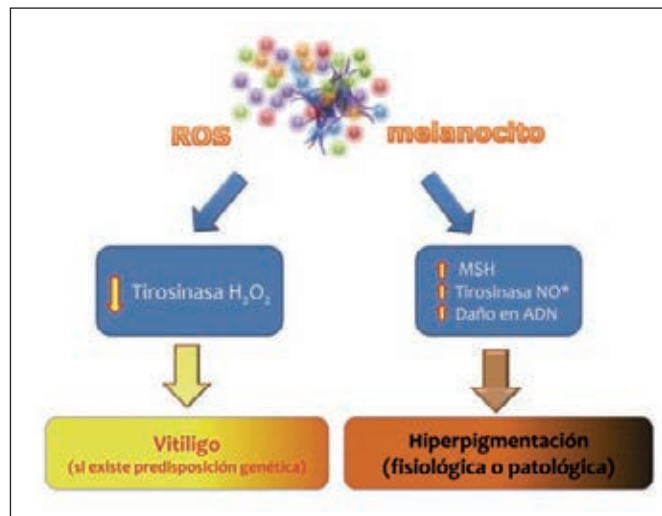 ROS
melanocito
Tirosinasa H₂O₂
MSH
Tirosinasa NO*
Daño en ADN
Vitiligo
(si existe predisposición genética)
Hiperpigmentación
(fisiológica o patológica)